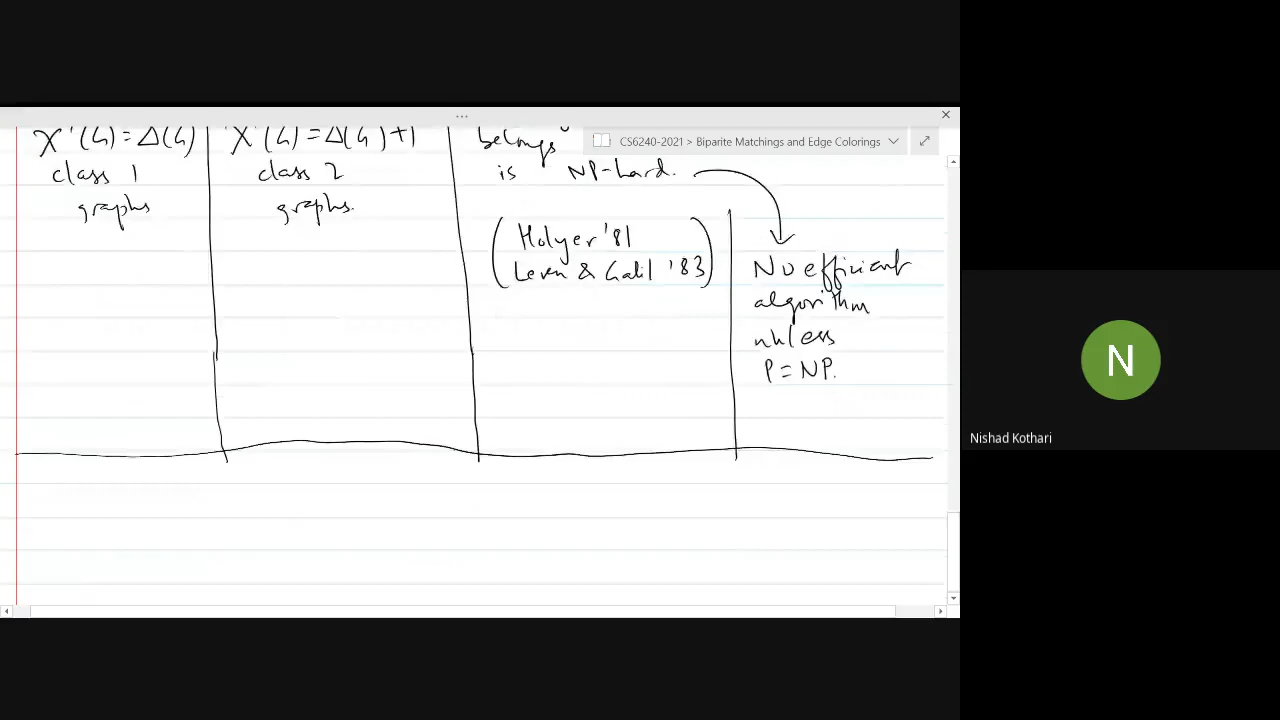 CS6240-2021 > Biparite Matchings and Edge Colorings
χ'(G) = Δ(G)
class 1
graphs
χ'(G) = Δ(G)+1
class 2
graphs.
belongs
is NP-hard.
(Holyer '81
Leven & Galil '83)
No efficient
algorithm
unless
P = NP.
N
Nishad Kothari